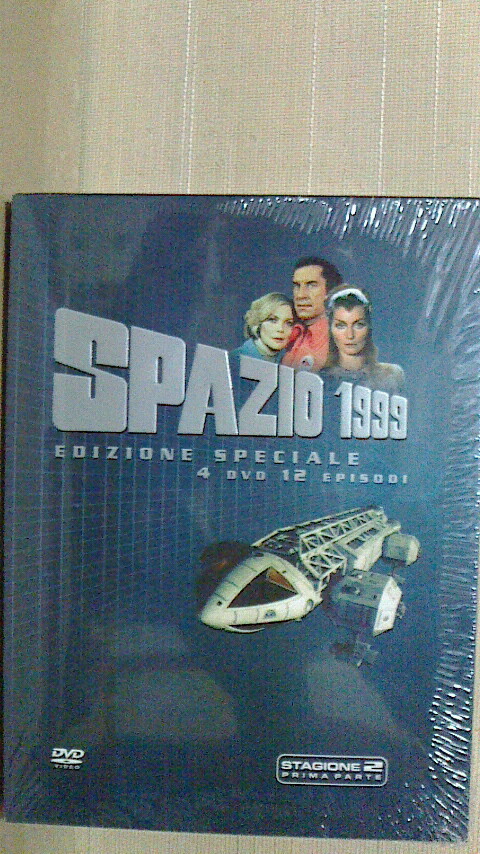 SPAZIO 1999
EDIZIONE SPECIALE
4 DVD 12 EPISODI
DVD
VIDEO
STAGIONE 2
PRIMA PARTE